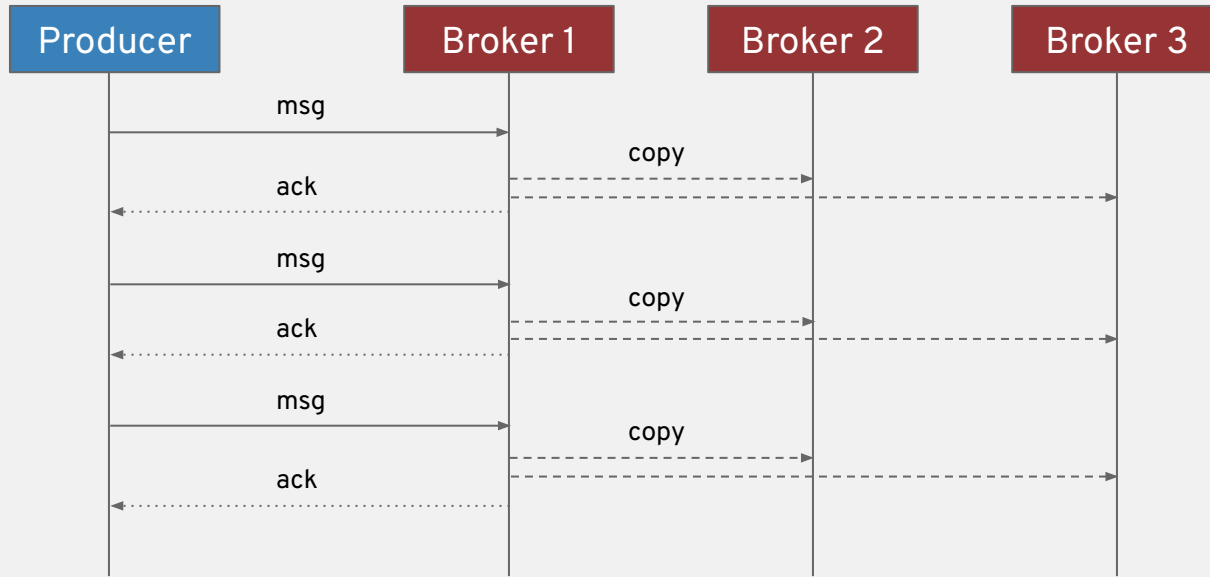 Producer
Broker 1
Broker 2
Broker 3
msg
copy
ack
msg
copy
ack
msg
copy
ack